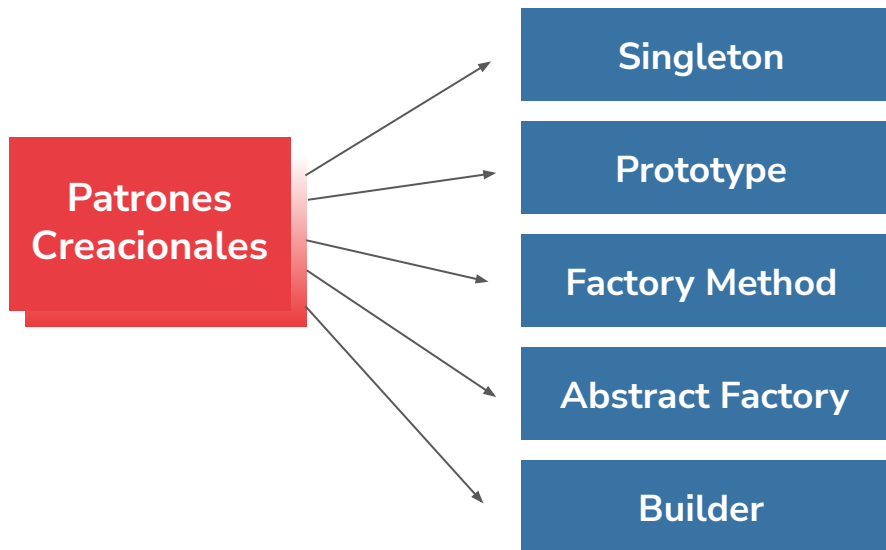 Patrones
Creacionales
Singleton
Prototype
Factory Method
Abstract Factory
Builder